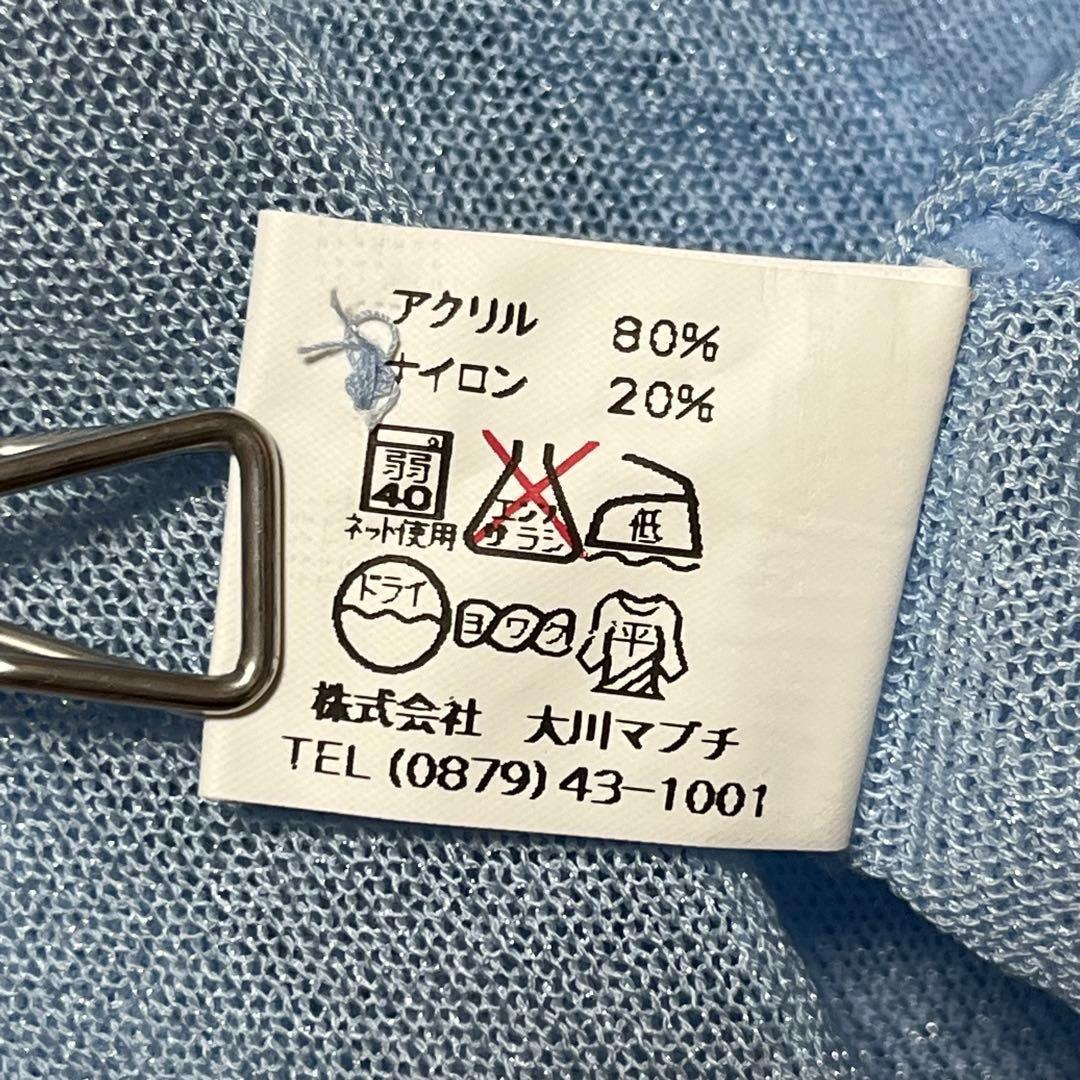 アクリル 80%
ナイロン 20%
弱
40
ネット使用
エンソ
サラシ
低
ドライ
ヨワク
平
株式会社 大川マブチ
TEL (0879) 43-1001